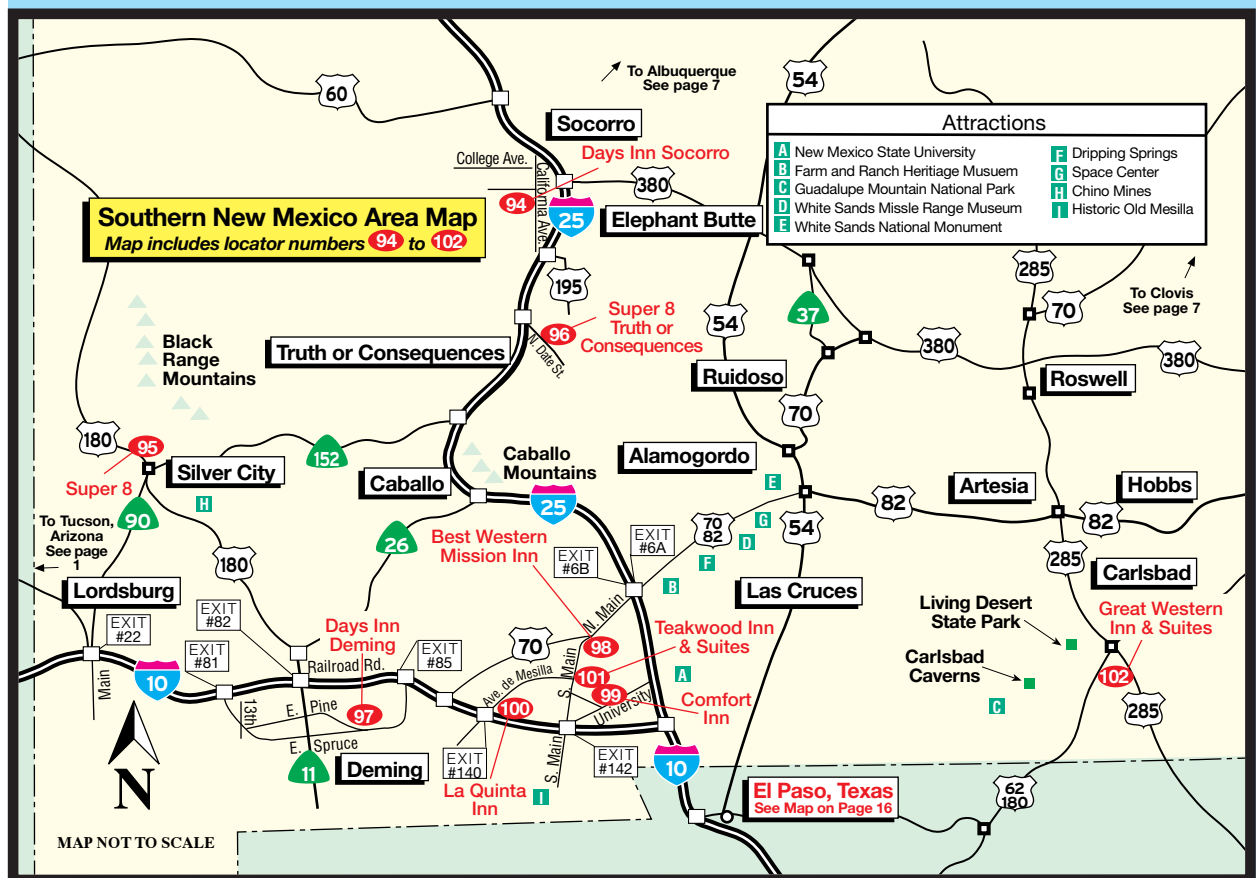 To Albuquerque
See page 7
54
60
Socorro
Attractions
A New Mexico State University
B Farm and Ranch Heritage Musuem
C Guadalupe Mountain National Park
D White Sands Missle Range Museum
E White Sands National Monument
F Dripping Springs
G Space Center
H Chino Mines
I Historic Old Mesilla
College Ave.
Days Inn Socorro
California Ave.
380
94
25
Southern New Mexico Area Map
Map includes locator numbers 94 to 102
Elephant Butte
195
285
70
To Clovis
See page 7
37
54
Super 8
Truth or
Consequences
96
N. Date St.
Black
Range
Mountains
Truth or Consequences
380
380
Ruidoso
Roswell
70
180
95
152
Silver City
Super 8
H
Caballo
Caballo
Mountains
Alamogordo
E
Artesia
Hobbs
90
To Tucson,
Arizona
See page
1
25
26
Best Western
Mission Inn
EXIT
#6B
EXIT
#6A
70
82
G
D
F
B
54
82
82
285
180
Lordsburg
Las Cruces
Carlsbad
EXIT
#22
EXIT
#82
EXIT
#81
Days Inn
Deming
EXIT
#85
Railroad Rd.
70
N. Main
98
Teakwood Inn
& Suites
Living Desert
State Park
Great Western
Inn & Suites
Carlsbad
Caverns
102
C
285
10
Main
13th
E. Pine
97
E. Spruce
Ave. de Mesilla
S. Main
101
99
University
A
Comfort
Inn
100
EXIT
#140
S. Main
EXIT
#142
10
11
Deming
La Quinta
Inn
I
El Paso, Texas
See Map on Page 16
62
180
N
MAP NOT TO SCALE